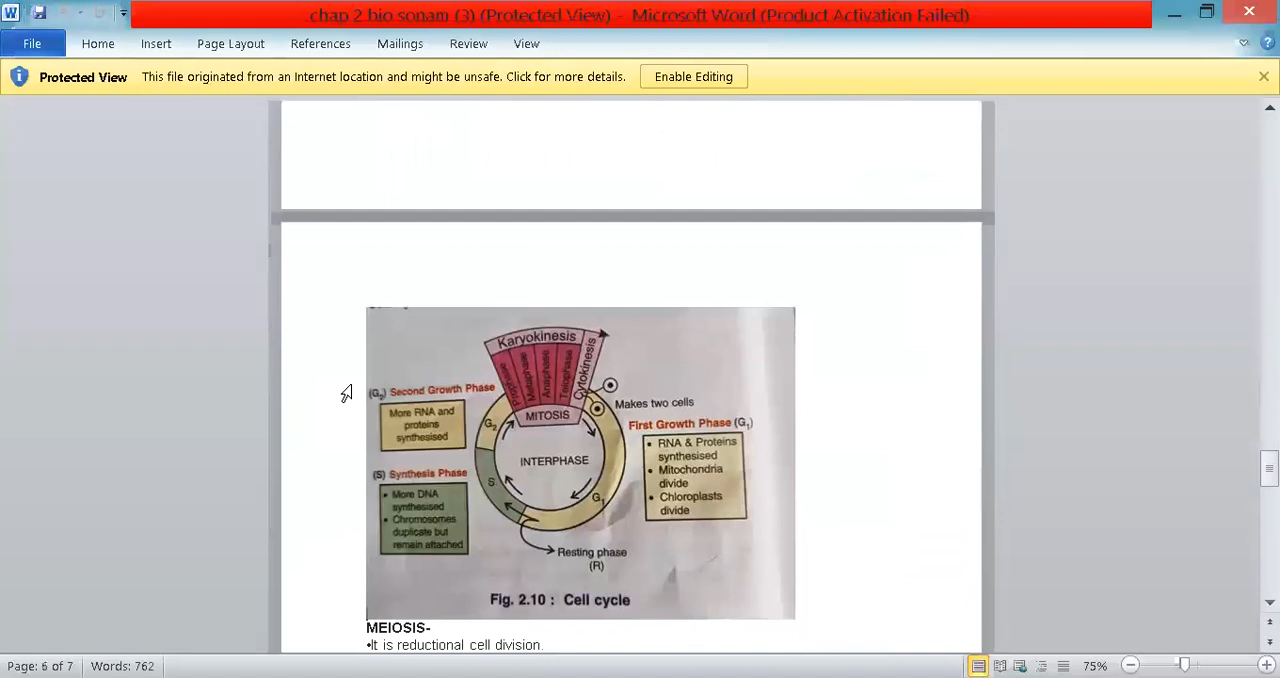 .chap 2 bio sonam (3) (Protected View) - Microsoft Word (Product Activation Failed)
File Home Insert Page Layout References Mailings Review View
Protected View This file originated from an Internet location and might be unsafe. Click for more details. Enable Editing
Karyokinesis
Prophase
Metaphase
Anaphase
Telophase
Cytokinesis
MITOSIS
Makes two cells
(G2) Second Growth Phase
More RNA and
proteins
synthesised
G2
First Growth Phase (G1)
• RNA & Proteins
synthesised
• Mitochondria
divide
• Chloroplasts
divide
INTERPHASE
(S) Synthesis Phase
• More DNA
synthesised
• Chromosomes
duplicate but
remain attached
S
G1
Resting phase
(R)
Fig. 2.10 : Cell cycle
MEIOSIS-
•It is reductional cell division.
Page: 6 of 7 Words: 762 75%